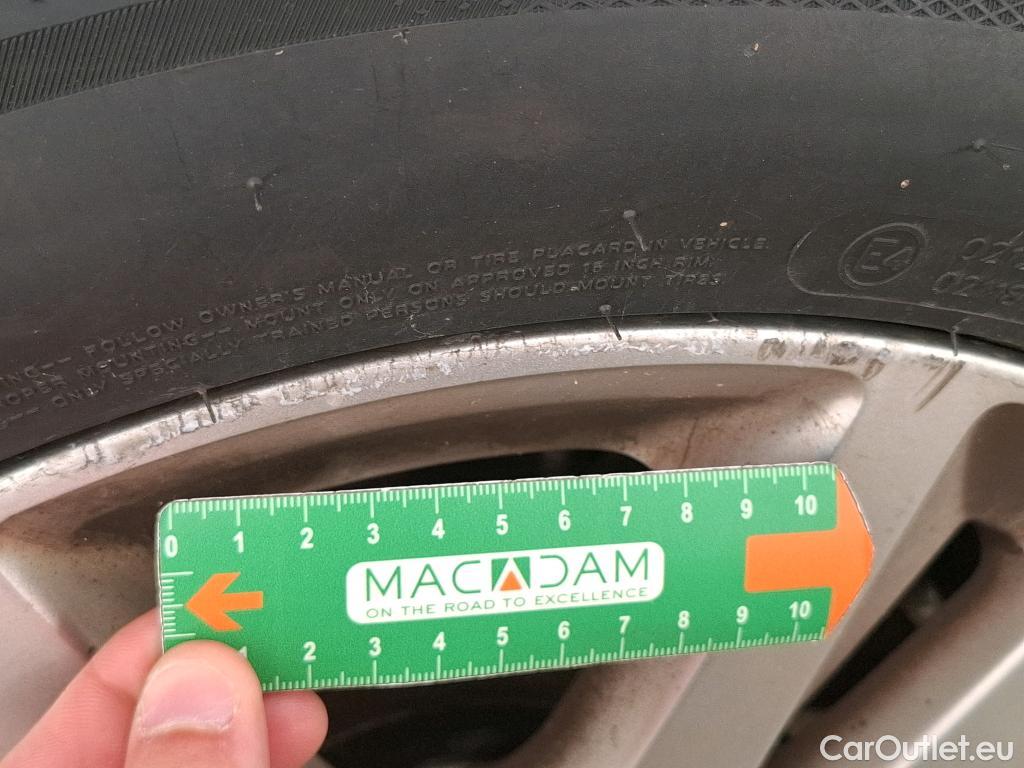 FOLLOW OWNER'S MANUAL OR TIRE PLACARD IN VEHICLE.
MOUNTING-- MOUNT ONLY ON APPROVED 15 INCH RIM.
-- ONLY SPECIALLY TRAINED PERSONS SHOULD MOUNT TIRES
E4
0 1 2 3 4 5 6 7 8 9 10
MACADAM
ON THE ROAD TO EXCELLENCE
1 2 3 4 5 6 7 8 9 10
CarOutlet.eu